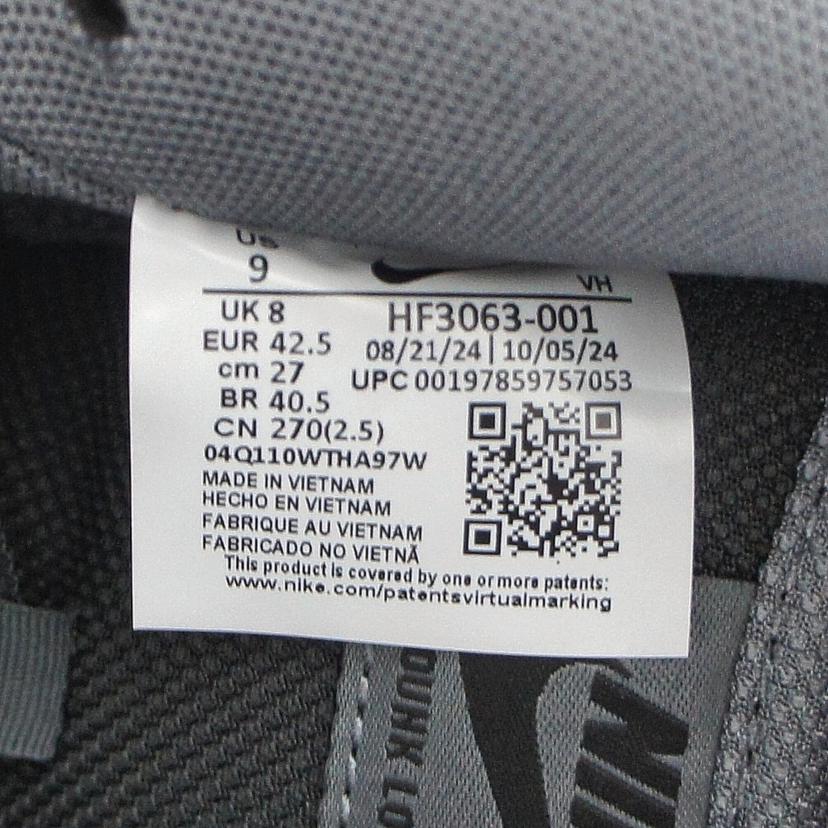 US
9
VH
UK 8
HF3063-001
EUR 42.5
08/21/24 | 10/05/24
cm 27
UPC 00197859757053
BR 40.5
CN 270(2.5)
04Q110WTHA97W
MADE IN VIETNAM
HECHO EN VIETNAM
FABRIQUE AU VIETNAM
FABRICADO NO VIETNÃ
This product is covered by one or more patents:
www.nike.com/patentsvirtualmarking
DUNK LO
NI